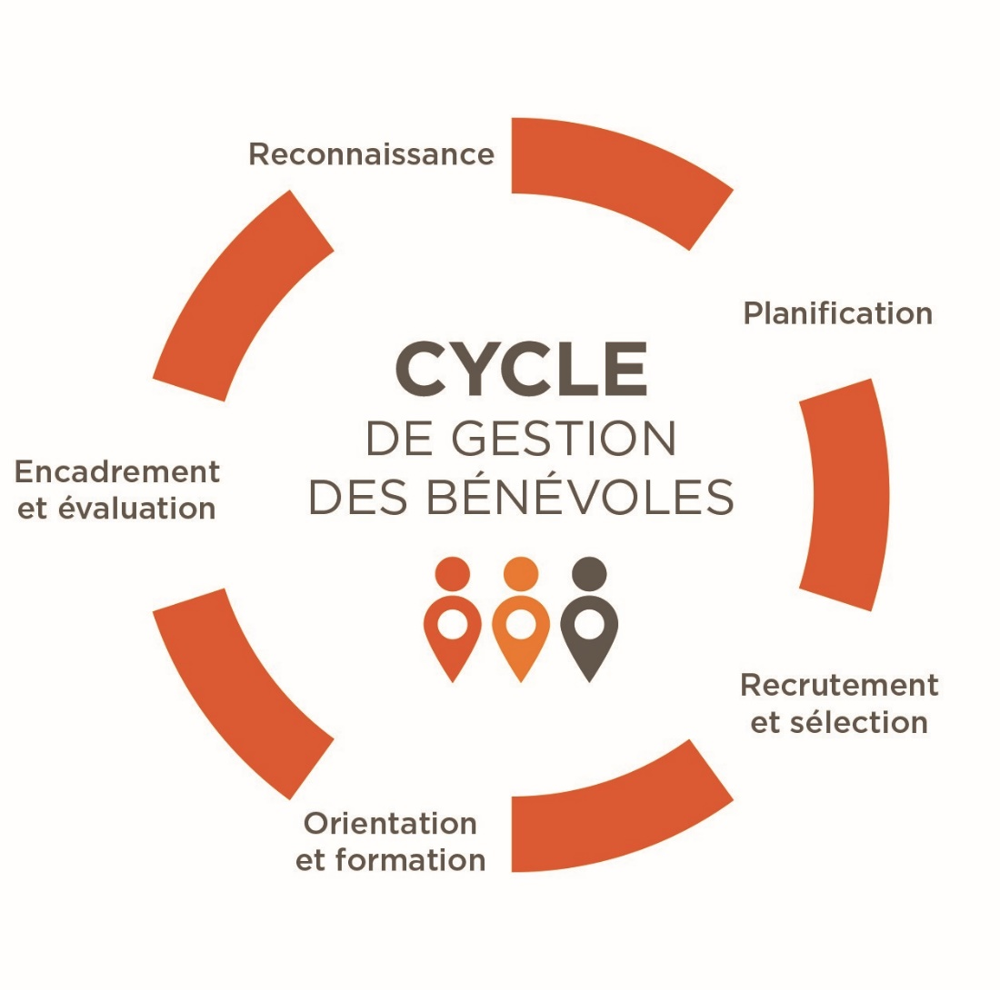 Reconnaissance
Planification
CYCLE
DE GESTION
DES BÉNÉVOLES
Encadrement
et évaluation
Recrutement
et sélection
Orientation
et formation